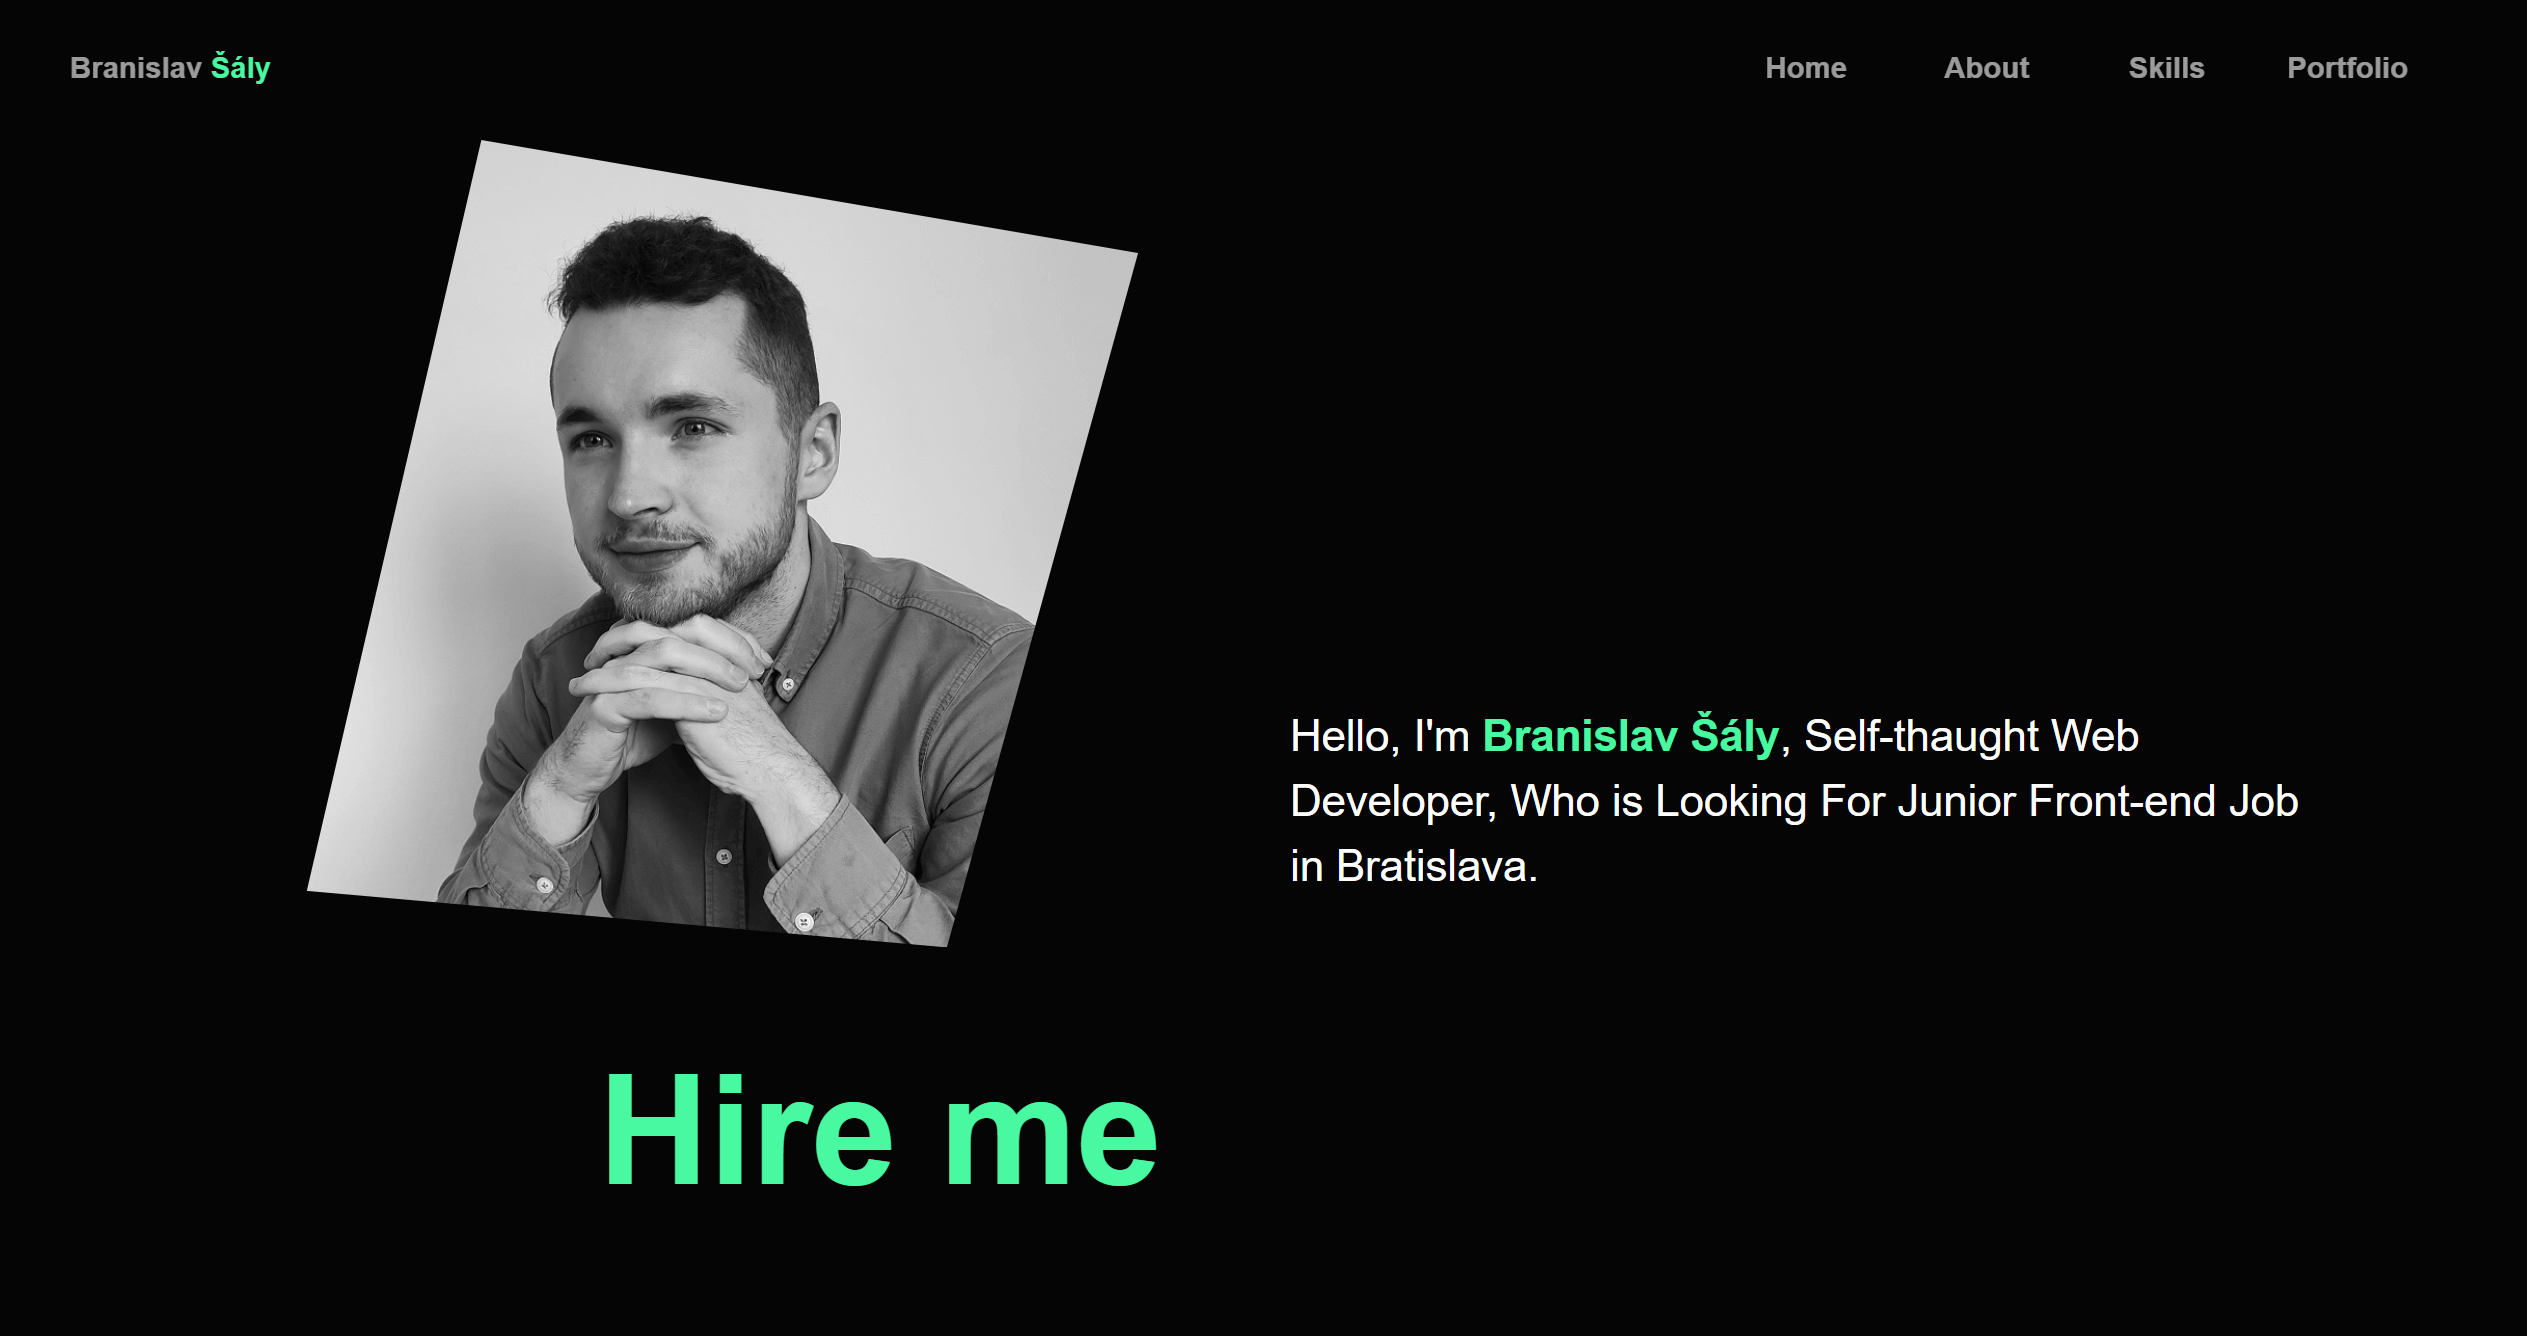 Branislav Šály
Home About Skills Portfolio
Hello, I'm Branislav Šály, Self-thaught Web
Developer, Who is Looking For Junior Front-end Job
in Bratislava.
Hire me